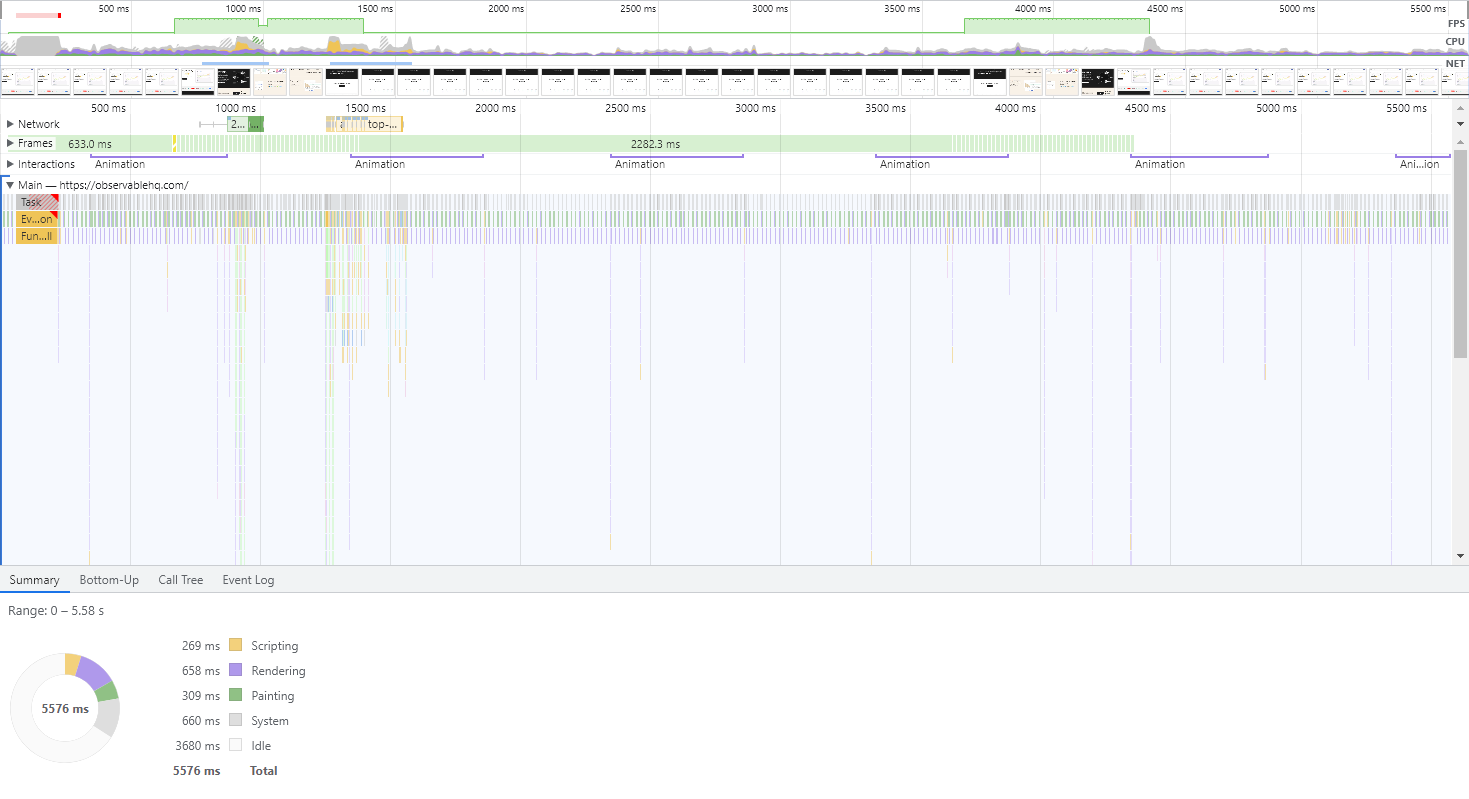 500 ms 1000 ms 1500 ms 2000 ms 2500 ms 3000 ms 3500 ms 4000 ms 4500 ms 5000 ms 5500 ms
FPS
CPU
NET
500 ms 1000 ms 1500 ms 2000 ms 2500 ms 3000 ms 3500 ms 4000 ms 4500 ms 5000 ms 5500 ms
Network 2... ... a... top-...
Frames 633.0 ms 2282.3 ms
Interactions Animation Animation Animation Animation Animation Ani...ion
Main — https://observablehq.com/
Task
Ev...on
Fun...ll
Summary Bottom-Up Call Tree Event Log
Range: 0 – 5.58 s
269 ms Scripting
658 ms Rendering
309 ms Painting
5576 ms
660 ms System
3680 ms Idle
5576 ms Total